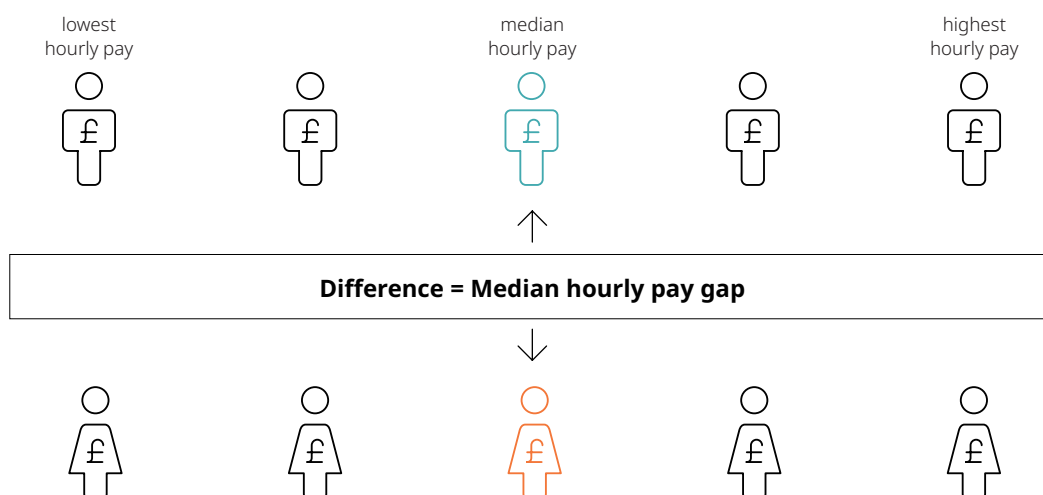 lowest
hourly pay
median
hourly pay
highest
hourly pay
£ £ £ £ £
Difference = Median hourly pay gap
£ £ £ £ £